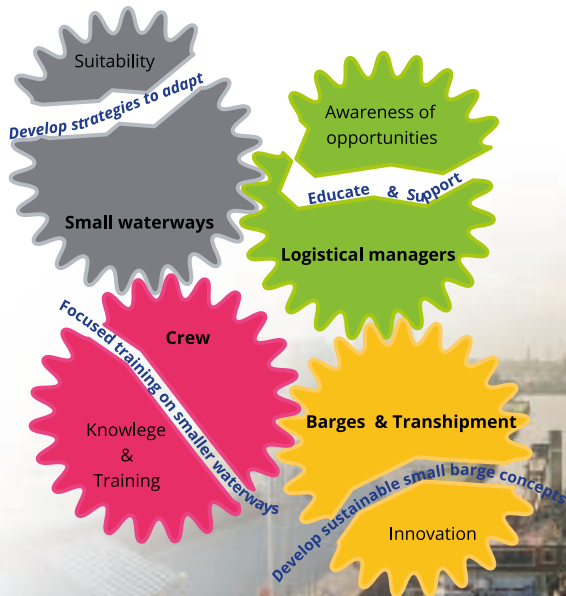 Suitability
Develop strategies to adapt
Small waterways
Awareness of
opportunities
Educate & Support
Logistical managers
Focused training on smaller waterways
Crew
Knowlege
&
Training
Barges & Transhipment
Develop sustainable small barge concepts
Innovation